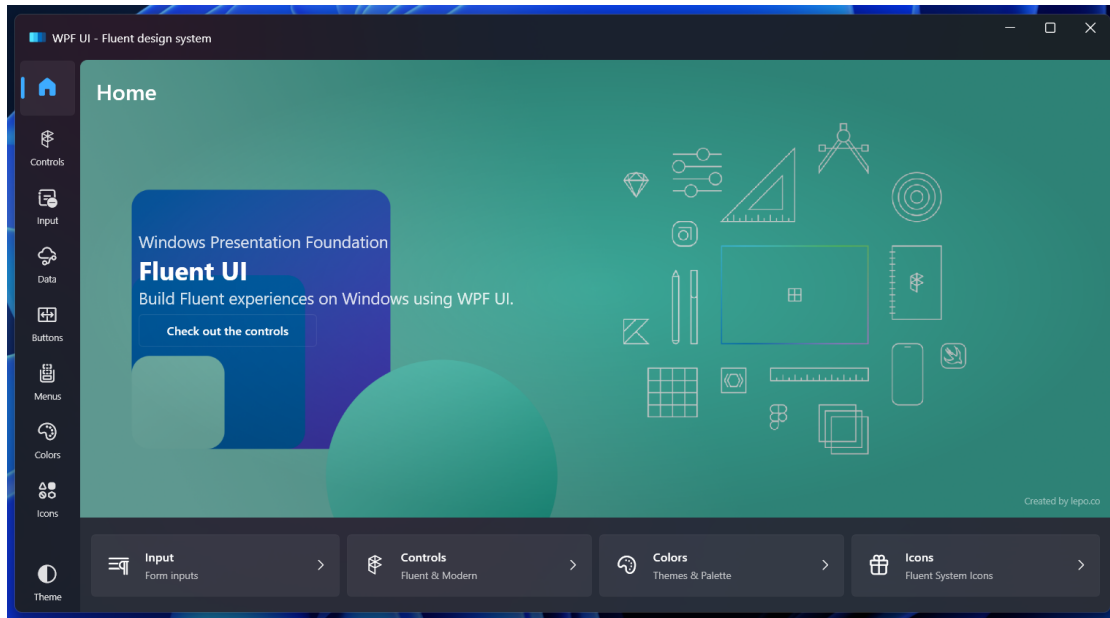 WPF UI - Fluent design system
Home
Controls
Input
Data
Buttons
Menus
Colors
Icons
Theme
Windows Presentation Foundation
Fluent UI
Build Fluent experiences on Windows using WPF UI.
Check out the controls
Created by lepo.co
Input
Form inputs
Controls
Fluent & Modern
Colors
Themes & Palette
Icons
Fluent System Icons